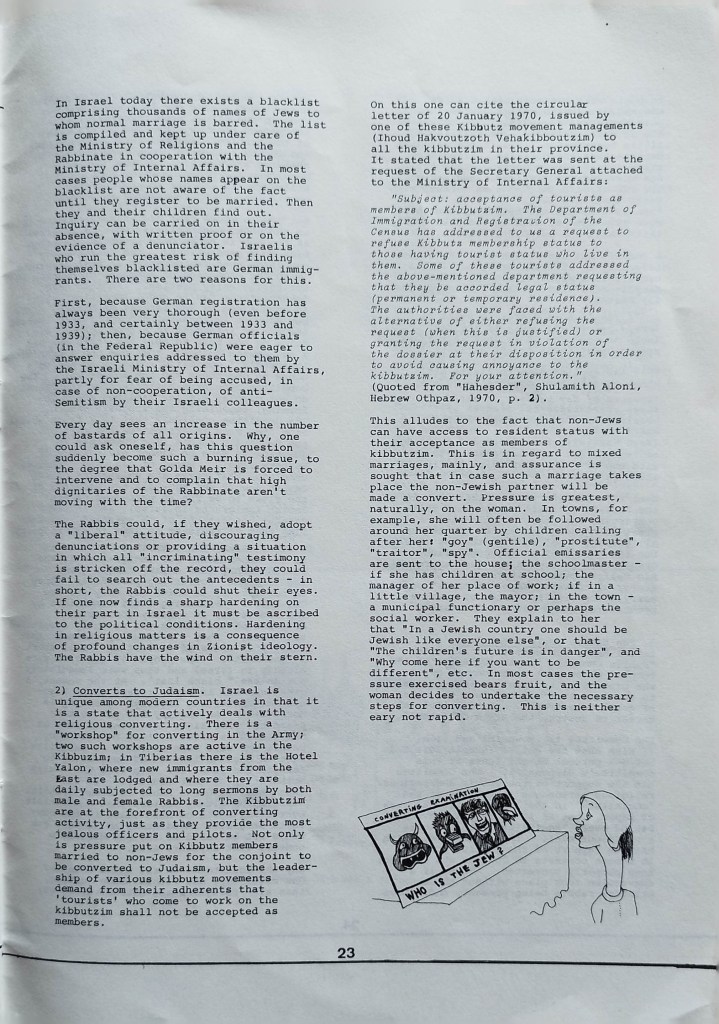 In Israel today there exists a blacklist
comprising thousands of names of Jews to
whom normal marriage is barred. The list
is compiled and kept up under care of
the Ministry of Religions and the
Rabbinate in cooperation with the
Ministry of Internal Affairs. In most
cases people whose names appear on the
blacklist are not aware of the fact
until they register to be married. Then
they and their children find out.
Inquiry can be carried on in their
absence, with written proof or on the
evidence of a denunciator. Israelis
who run the greatest risk of finding
themselves blacklisted are German immig-
rants. There are two reasons for this.
First, because German registration has
always been very thorough (even before
1933, and certainly between 1933 and
1939); then, because German officials
(in the Federal Republic) were eager to
answer enquiries addressed to them by
the Israeli Ministry of Internal Affairs,
partly for fear of being accused, in
case of non-cooperation, of anti-
Semitism by their Israeli colleagues.
Every day sees an increase in the number
of bastards of all origins. Why, one
could ask oneself, has this question
suddenly become such a burning issue, to
the degree that Golda Meir is forced to
intervene and to complain that high
dignitaries of the Rabbinate aren't
moving with the time?
The Rabbis could, if they wished, adopt
a "liberal" attitude, discouraging
denunciations or providing a situation
in which all "incriminating" testimony
is stricken off the record, they could
fail to search out the antecedents - in
short, the Rabbis could shut their eyes.
If one now finds a sharp hardening on
their part in Israel it must be ascribed
to the political conditions. Hardening
in religious matters is a consequence
of profound changes in Zionist ideology.
The Rabbis have the wind on their stern.
2) Converts to Judaism. Israel is
unique among modern countries in that it
is a state that actively deals with
religious converting. There is a
"workshop" for converting in the Army;
two such workshops are active in the
Kibbuzim; in Tiberias there is the Hotel
Yalon, where new immigrants from the
East are lodged and where they are
daily subjected to long sermons by both
male and female Rabbis. The Kibbutzim
are at the forefront of converting
activity, just as they provide the most
jealous officers and pilots. Not only
is pressure put on Kibbutz members
married to non-Jews for the conjoint to
be converted to Judaism, but the leader-
ship of various kibbutz movements
demand from their adherents that
'tourists' who come to work on the
kibbutzim shall not be accepted as
members.
On this one can cite the circular
letter of 20 January 1970, issued by
one of these Kibbutz movement managements
(Ihoud Hakvoutzoth Vehakibboutzim) to
all the kibbutzim in their province.
It stated that the letter was sent at the
request of the Secretary General attached
to the Ministry of Internal Affairs:
"Subject: acceptance of tourists as
members of Kibbutzim. The Department of
Immigration and Registration of the
Census has addressed to us a request to
refuse Kibbutz membership status to
those having tourist status who live in
them. Some of these tourists addressed
the above-mentioned department requesting
that they be accorded legal status
(permanent or temporary residence).
The authorities were faced with the
alternative of either refusing the
request (when this is justified) or
granting the request in violation of
the dossier at their disposition in order
to avoid causing annoyance to the
kibbutzim. For your attention."
(Quoted from "Hahesder", Shulamith Aloni,
Hebrew Othpaz, 1970, p. 2).
This alludes to the fact that non-Jews
can have access to resident status with
their acceptance as members of
kibbutzim. This is in regard to mixed
marriages, mainly, and assurance is
sought that in case such a marriage takes
place the non-Jewish partner will be
made a convert. Pressure is greatest,
naturally, on the woman. In towns, for
example, she will often be followed
around her quarter by children calling
after her: "goy" (gentile), "prostitute",
"traitor", "spy". Official emissaries
are sent to the house; the schoolmaster -
if she has children at school; the
manager of her place of work; if in a
little village, the mayor; in the town -
a municipal functionary or perhaps the
social worker. They explain to her
that "In a Jewish country one should be
Jewish like everyone else", or that
"The children's future is in danger", and
"Why come here if you want to be
different", etc. In most cases the pre-
ssure exercised bears fruit, and the
woman decides to undertake the necessary
steps for converting. This is neither
eary not rapid.
CONVERTING EXAMINATION
WHO IS THE JEW?
23